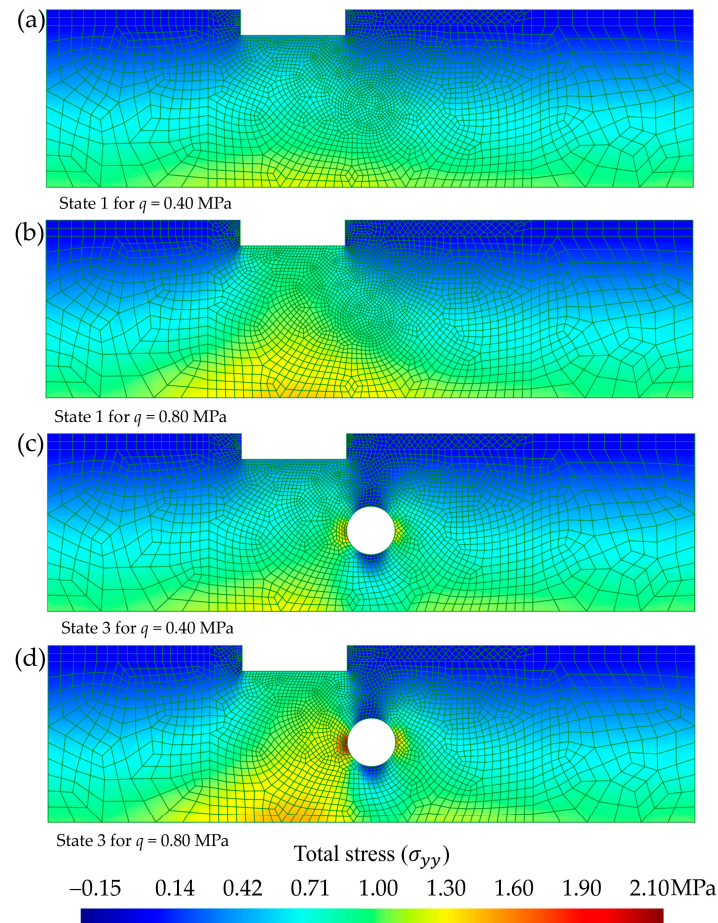 (a)
State 1 for q = 0.40 MPa
(b)
State 1 for q = 0.80 MPa
(c)
State 3 for q = 0.40 MPa
(d)
State 3 for q = 0.80 MPa
Total stress (σyy)
–0.15 0.14 0.42 0.71 1.00 1.30 1.60 1.90 2.10MPa